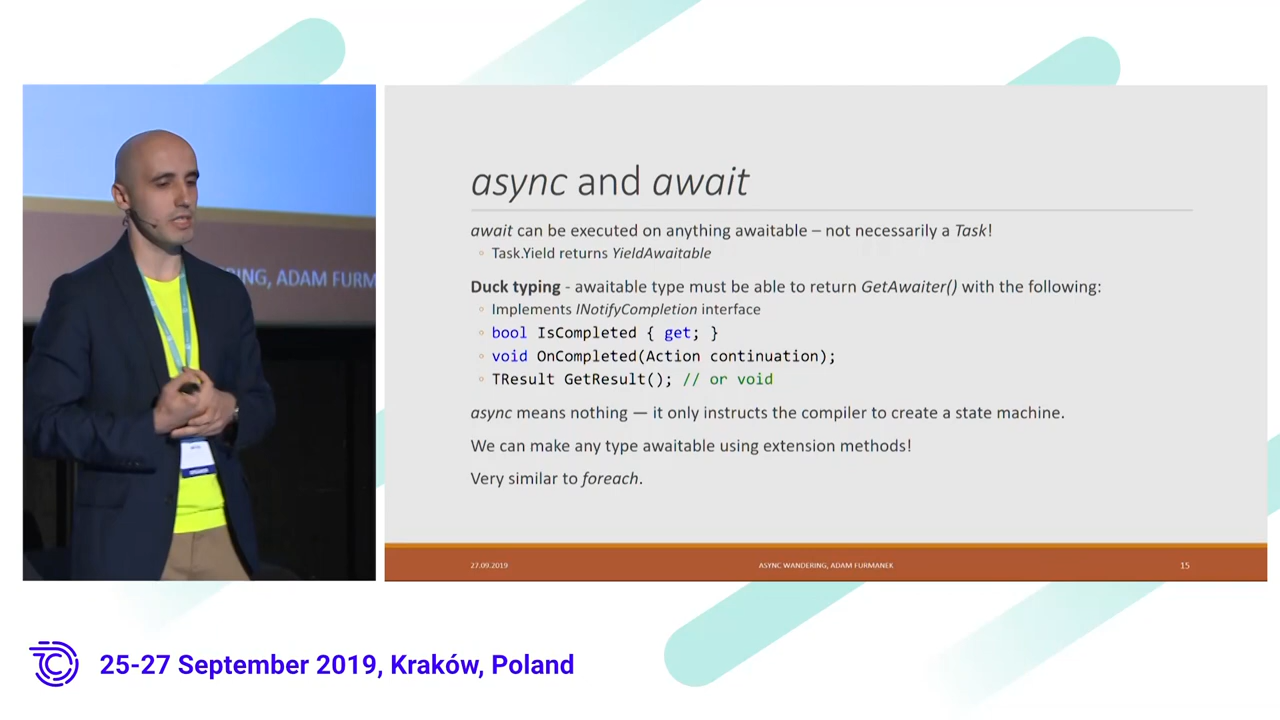 async and await
await can be executed on anything awaitable – not necessarily a Task!
Task.Yield returns YieldAwaitable
Duck typing - awaitable type must be able to return GetAwaiter() with the following:
Implements INotifyCompletion interface
bool IsCompleted { get; }
void OnCompleted(Action continuation);
TResult GetResult(); // or void
async means nothing — it only instructs the compiler to create a state machine.
We can make any type awaitable using extension methods!
Very similar to foreach.
27.09.2019
ASYNC WANDERING, ADAM FURMANEK
15
ADAM FURM
25-27 September 2019, Kraków, Poland